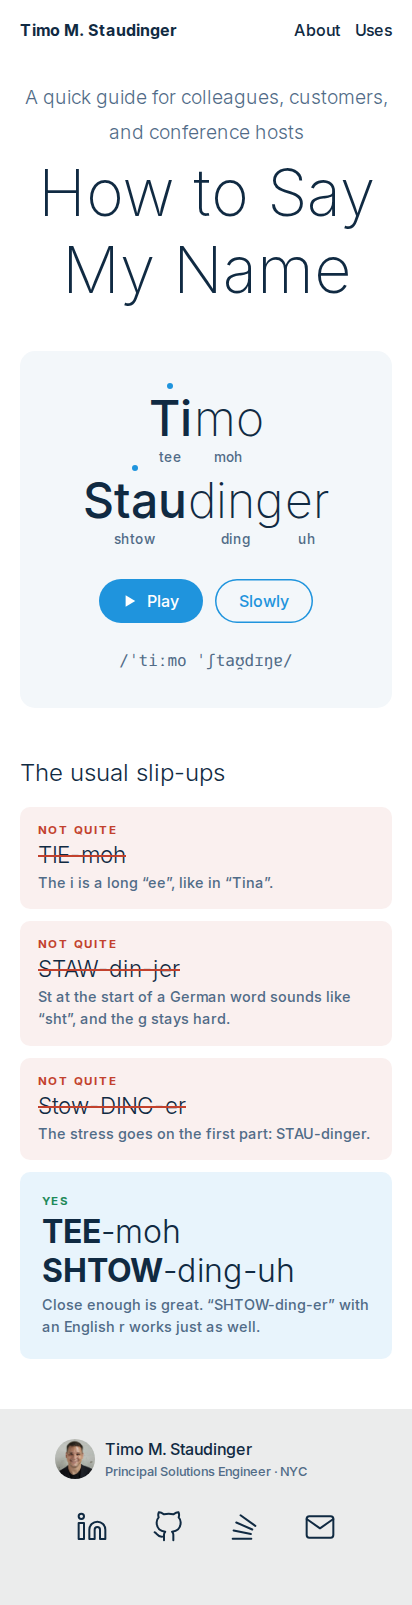 Timo M. Staudinger About Uses
A quick guide for colleagues, customers,
and conference hosts
How to Say
My Name
Timo
tee moh
Staudinger
shtow ding uh
Play Slowly
/ˈtiːmo ˈʃtaʊ̯dɪŋɐ/
The usual slip-ups
NOT QUITE
TIE-moh
The i is a long “ee”, like in “Tina”.
NOT QUITE
STAW-din-jer
St at the start of a German word sounds like
“sht”, and the g stays hard.
NOT QUITE
Stow-DING-er
The stress goes on the first part: STAU-dinger.
YES
TEE-moh
SHTOW-ding-uh
Close enough is great. “SHTOW-ding-er” with
an English r works just as well.
Timo M. Staudinger
Principal Solutions Engineer · NYC